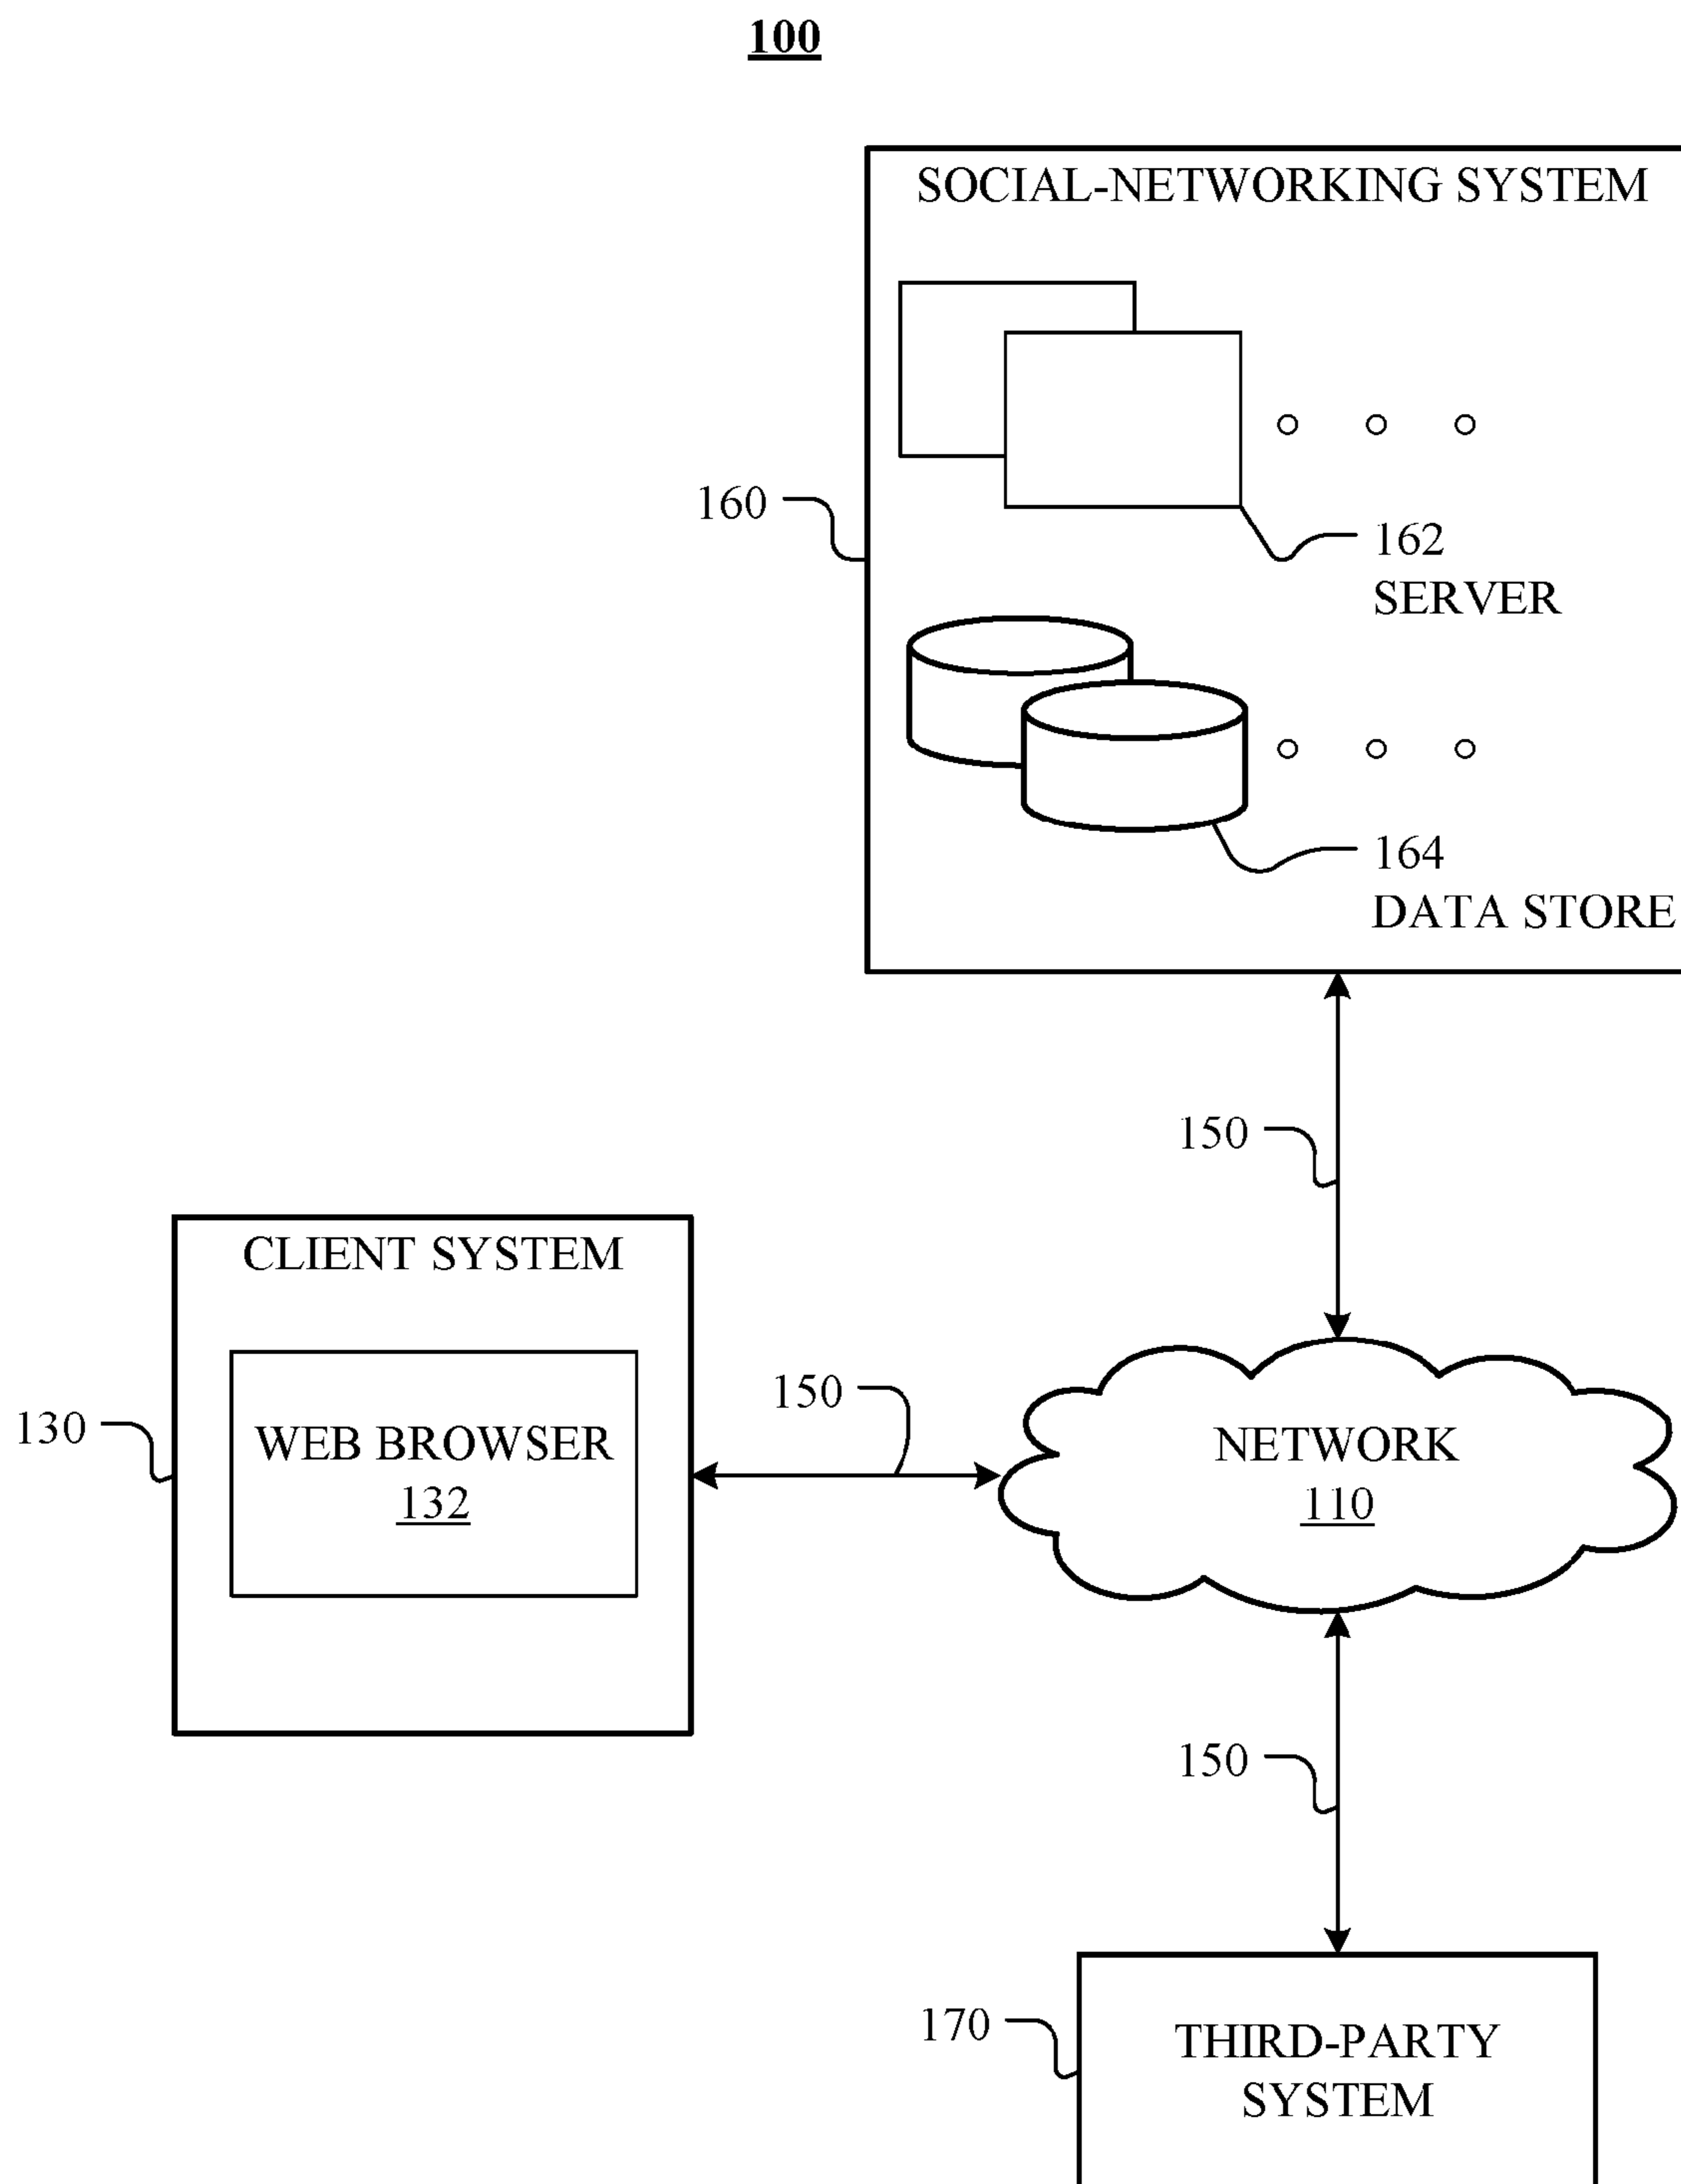 100
SOCIAL-NETWORKING SYSTEM
160
162
SERVER
164
DATA STORE
150
CLIENT SYSTEM
130
WEB BROWSER
132
150
NETWORK
110
150
170
THIRD-PARTY
SYSTEM